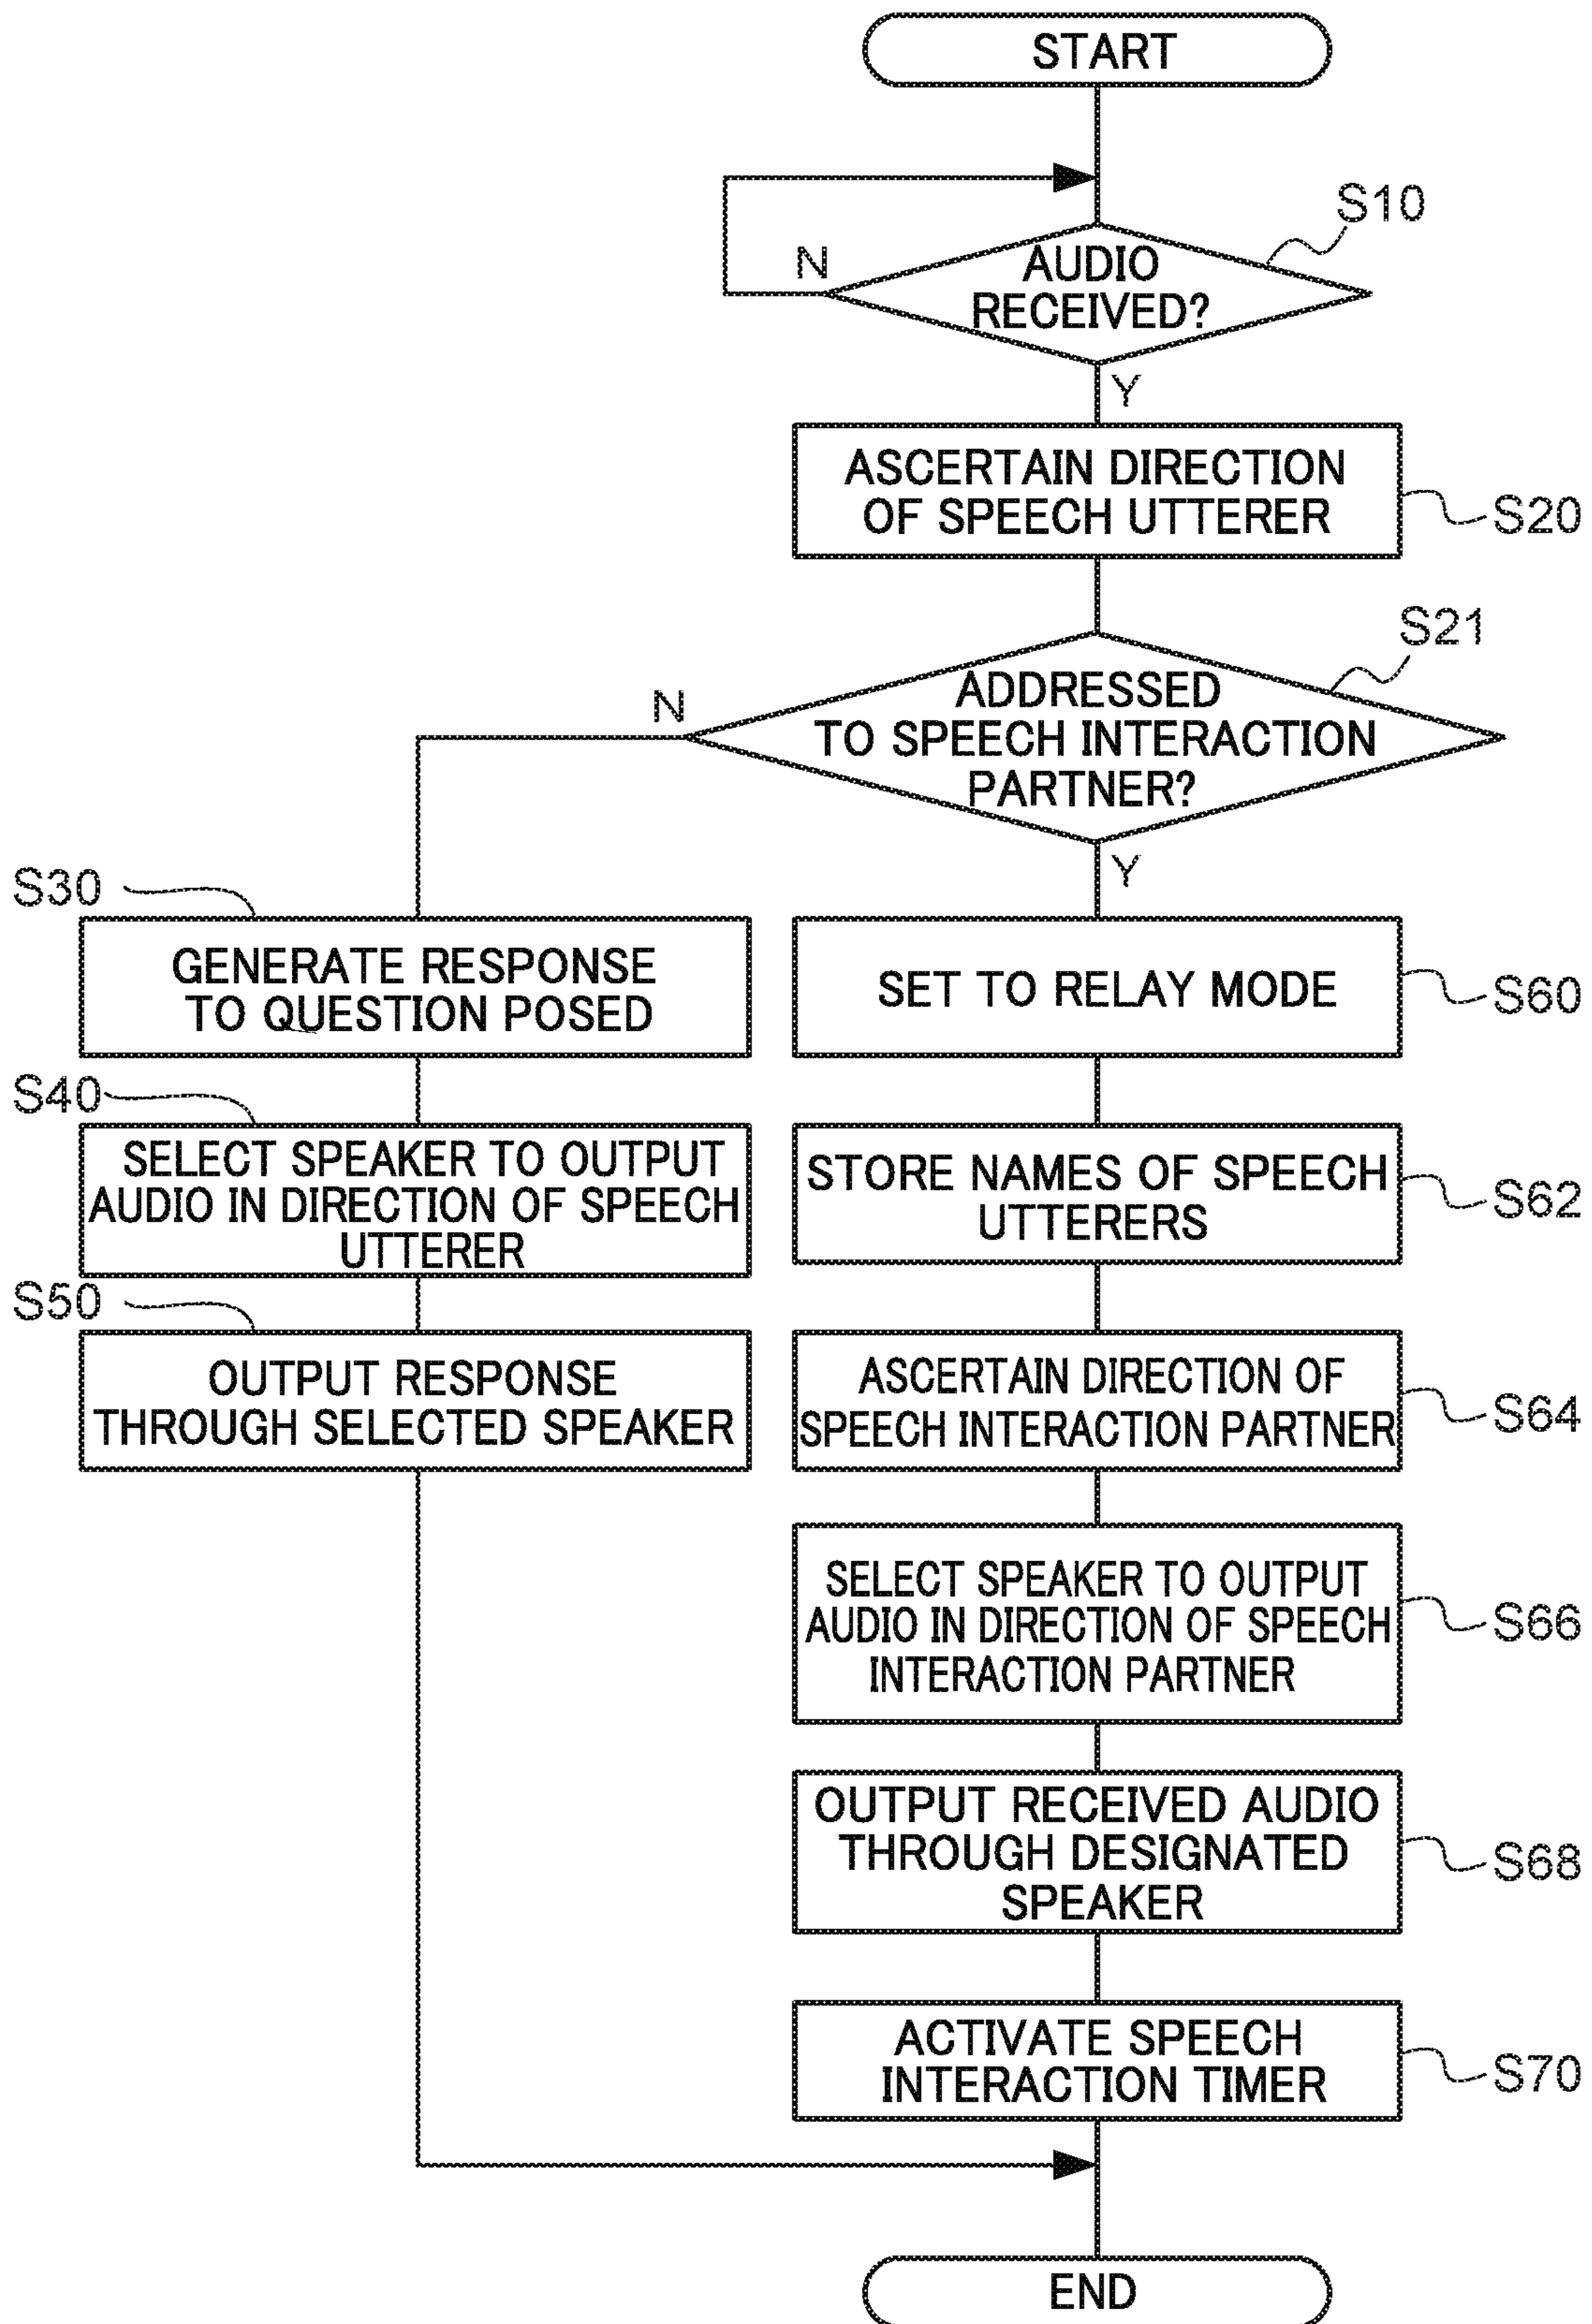 START
S10
N
AUDIO
RECEIVED?
Y
ASCERTAIN DIRECTION
OF SPEECH UTTERER
S20
S21
N
ADDRESSED
TO SPEECH INTERACTION
PARTNER?
Y
S30
GENERATE RESPONSE
TO QUESTION POSED
SET TO RELAY MODE
S60
S40
SELECT SPEAKER TO OUTPUT
AUDIO IN DIRECTION OF SPEECH
UTTERER
STORE NAMES OF SPEECH
UTTERERS
S62
S50
OUTPUT RESPONSE
THROUGH SELECTED SPEAKER
ASCERTAIN DIRECTION OF
SPEECH INTERACTION PARTNER
S64
SELECT SPEAKER TO OUTPUT
AUDIO IN DIRECTION OF SPEECH
INTERACTION PARTNER
S66
OUTPUT RECEIVED AUDIO
THROUGH DESIGNATED
SPEAKER
S68
ACTIVATE SPEECH
INTERACTION TIMER
S70
END